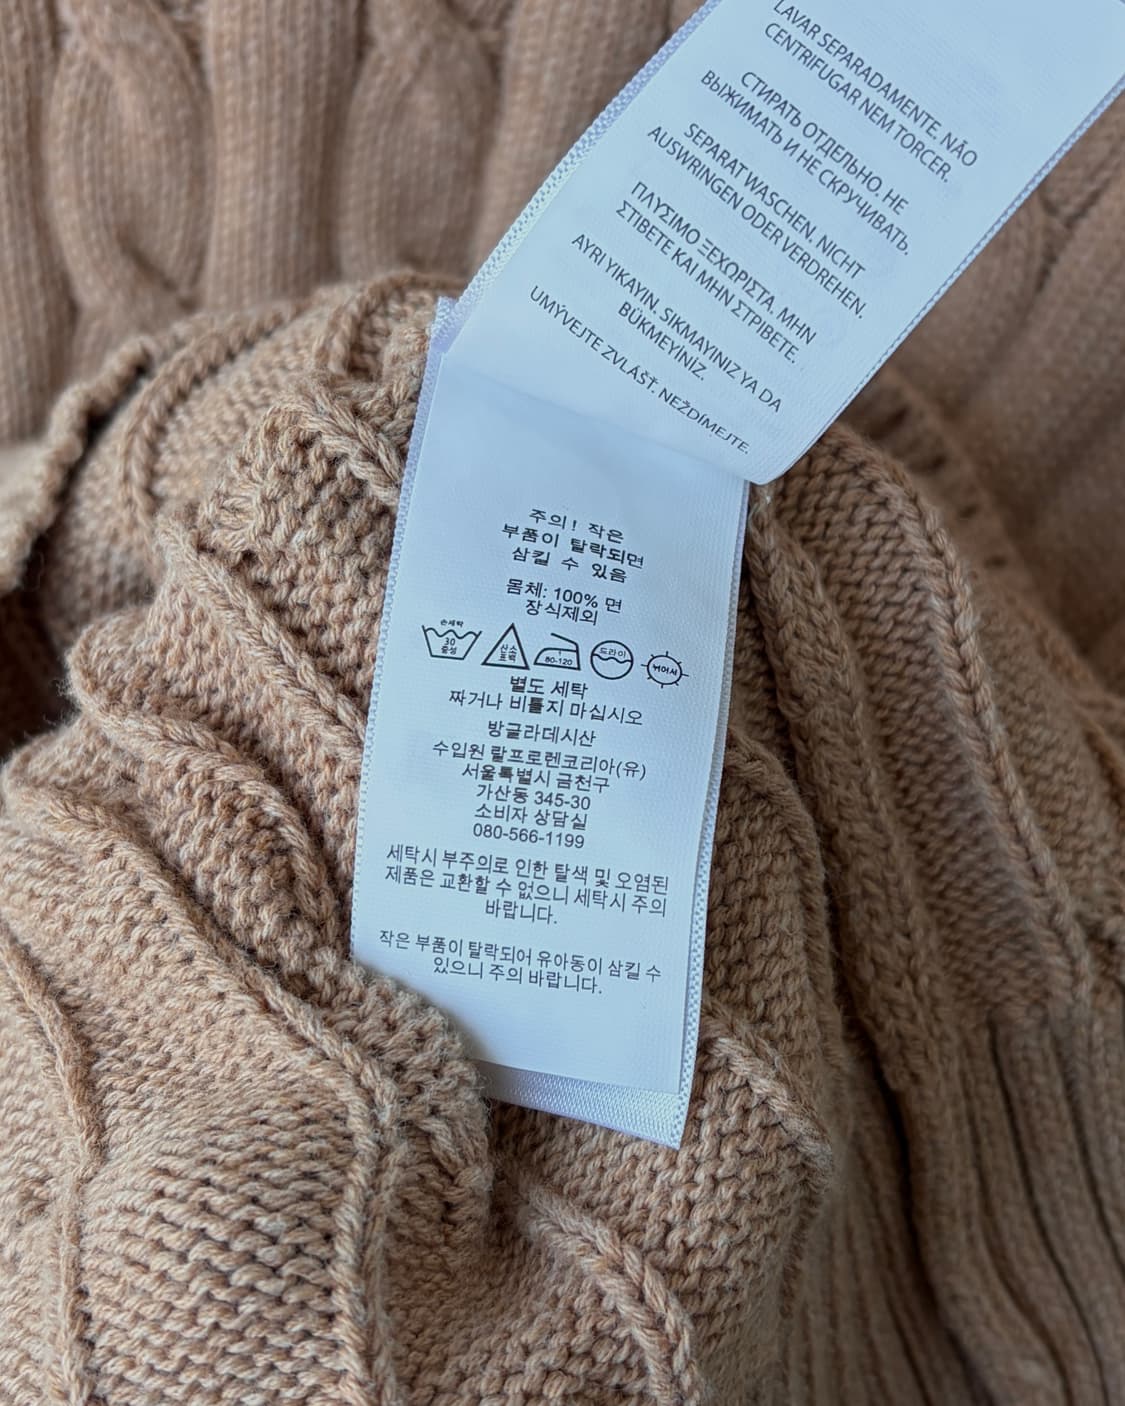 LAVAR SEPARADAMENTE. NÃO
CENTRIFUGAR NEM TORCER.
СТИРАТЬ ОТДЕЛЬНО. НЕ
ВЫЖИМАТЬ И НЕ СКРУЧИВАТЬ.
SEPARAT WASCHEN. NICHT
AUSWRINGEN ODER VERDREHEN.
ΠΛΥΣΙΜΟ ΞΕΧΩΡΙΣΤΑ. ΜΗΝ
ΣΤΙΒΕΤΕ ΚΑΙ ΜΗΝ ΣΤΡΙΒΕΤΕ.
AYRI YIKAYIN. SIKMAYINIZ YA DA
BÜKMEYİNİZ.
UMÝVEJTE ZVLÁŠŤ. NEŽDÍMEJTE.
주의! 작은
부품이 탈락되면
삼킬 수 있음
몸체: 100% 면
장식제외
손세탁
30
중성
산소
표백
80-120
드라이
뉘어서
별도 세탁
짜거나 비틀지 마십시오
방글라데시산
수입원 랄프로렌코리아(유)
서울특별시 금천구
가산동 345-30
소비자 상담실
080-566-1199
세탁시 부주의로 인한 탈색 및 오염된
제품은 교환할 수 없으니 세탁시 주의
바랍니다.
작은 부품이 탈락되어 유아동이 삼킬 수
있으니 주의 바랍니다.